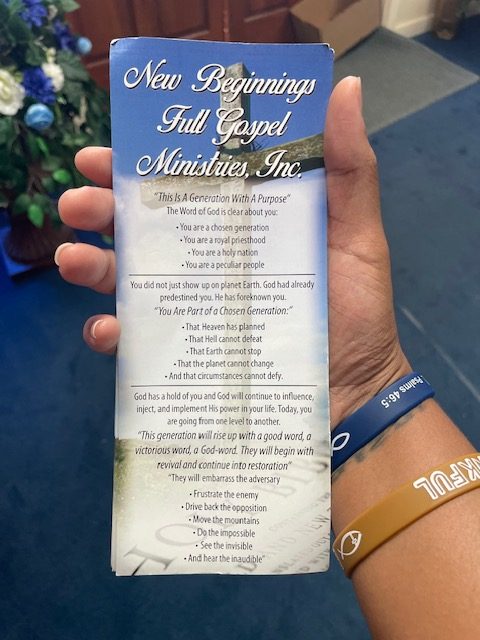 New Beginnings
Full Gospel
Ministries, Inc.
"This Is A Generation With A Purpose"
The Word of God is clear about you:
• You are a chosen generation
• You are a royal priesthood
• You are a holy nation
• You are a peculiar people
You did not just show up on planet Earth. God had already
predestined you. He has foreknown you.
"You Are Part of a Chosen Generation:"
• That Heaven has planned
• That Hell cannot defeat
• That Earth cannot stop
• That the planet cannot change
• And that circumstances cannot defy.
God has a hold of you and God will continue to influence,
inject, and implement His power in your life. Today, you
are going from one level to another.
"This generation will rise up with a good word, a
victorious word, a God-word. They will begin with
revival and continue into restoration"
"They will embarrass the adversary
• Frustrate the enemy
• Drive back the opposition
• Move the mountains
• Do the impossible
• See the invisible
• And hear the inaudible"
Psalms 46:5
NKFUL